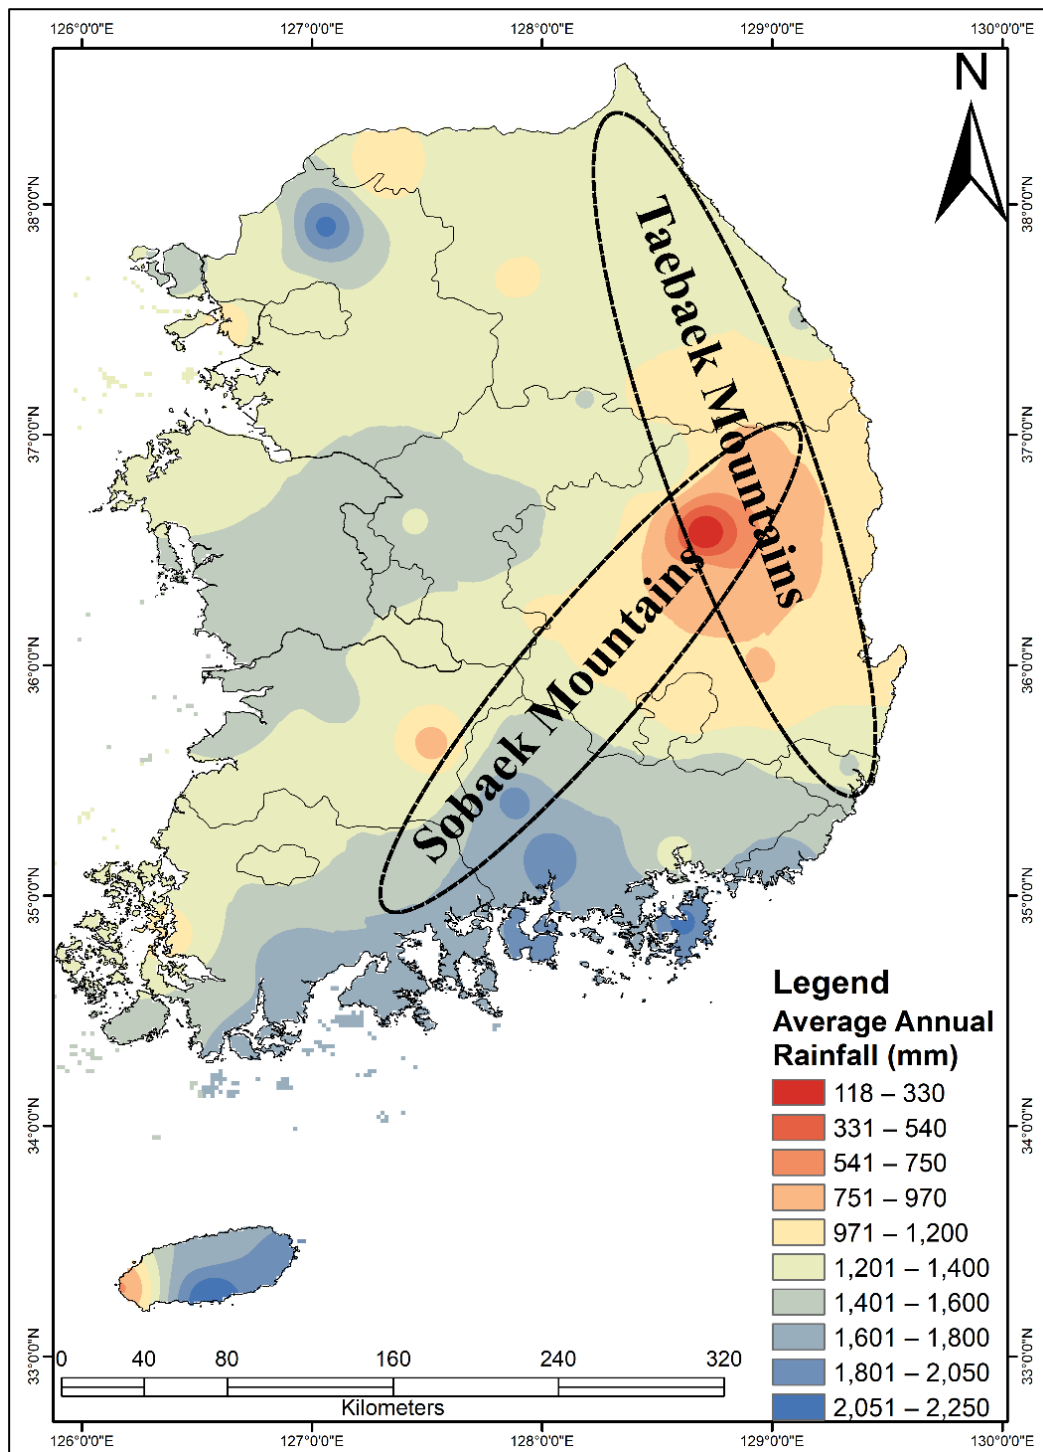 126°0'0"E 127°0'0"E 128°0'0"E 129°0'0"E 130°0'0"E
N
38°0'0"N 38°0'0"N
37°0'0"N 37°0'0"N
36°0'0"N 36°0'0"N
35°0'0"N 35°0'0"N
34°0'0"N 34°0'0"N
33°0'0"N 33°0'0"N
Taebaek Mountains
Sobaek Mountains
Legend
Average Annual
Rainfall (mm)
118 – 330
331 – 540
541 – 750
751 – 970
971 – 1,200
1,201 – 1,400
1,401 – 1,600
1,601 – 1,800
1,801 – 2,050
2,051 – 2,250
0 40 80 160 240 320
Kilometers
126°0'0"E 127°0'0"E 128°0'0"E 129°0'0"E 130°0'0"E